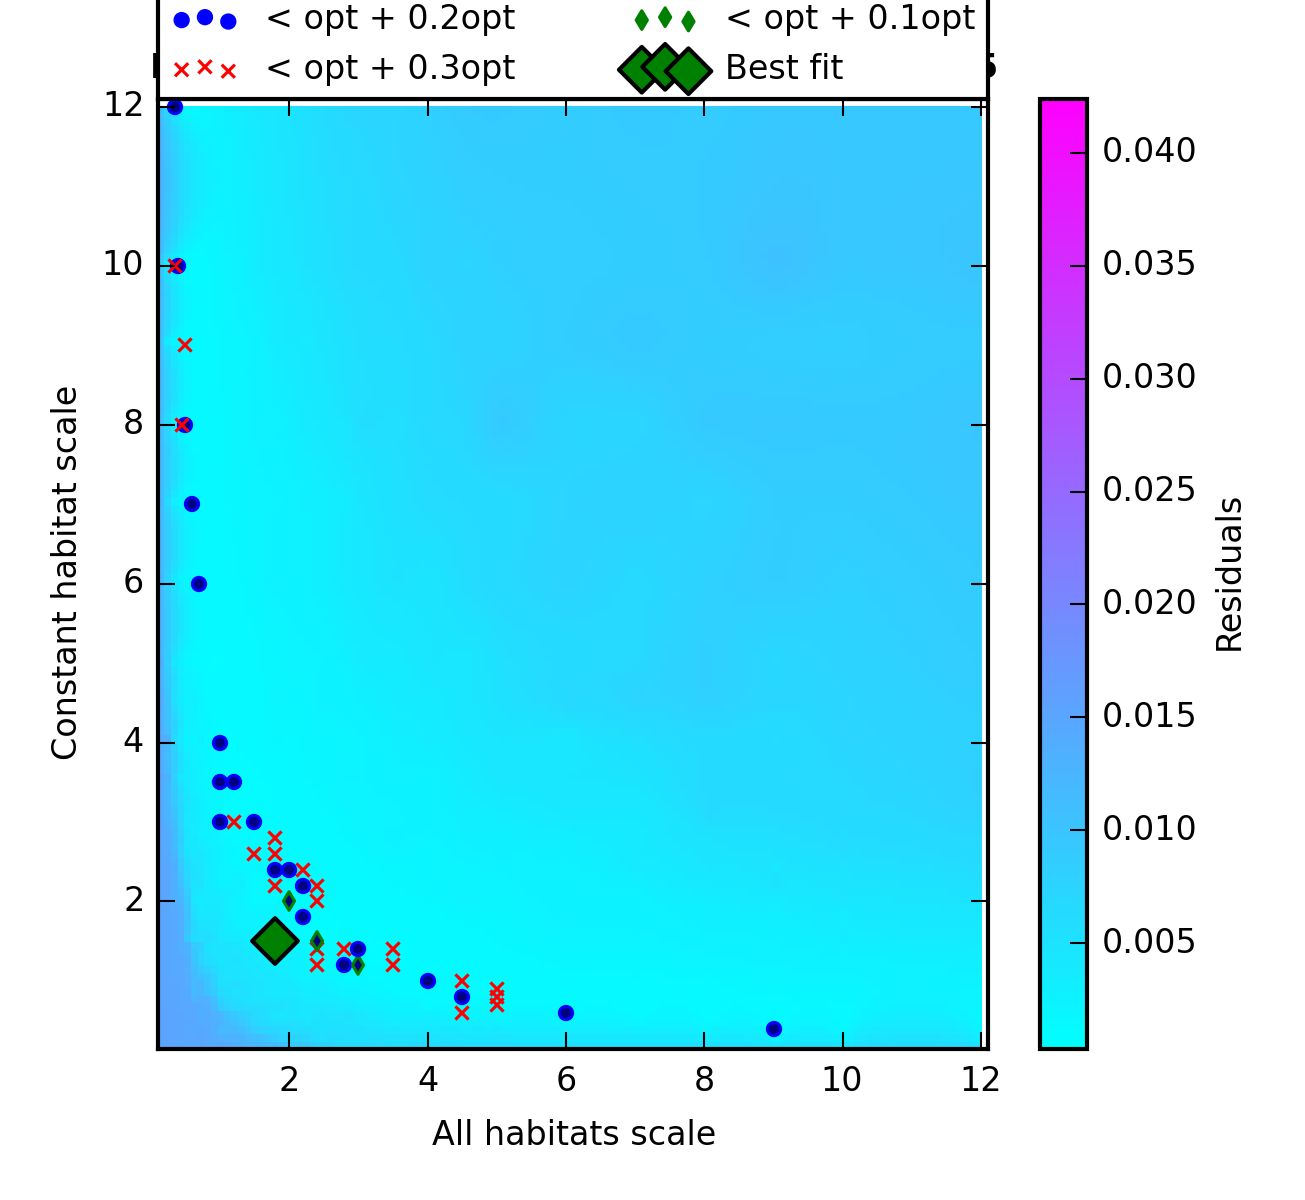 < opt + 0.2opt
< opt + 0.1opt
< opt + 0.3opt
Best fit
12
10
8
6
4
2
Constant habitat scale
2 4 6 8 10 12
All habitats scale
0.040
0.035
0.030
0.025
0.020
0.015
0.010
0.005
Residuals